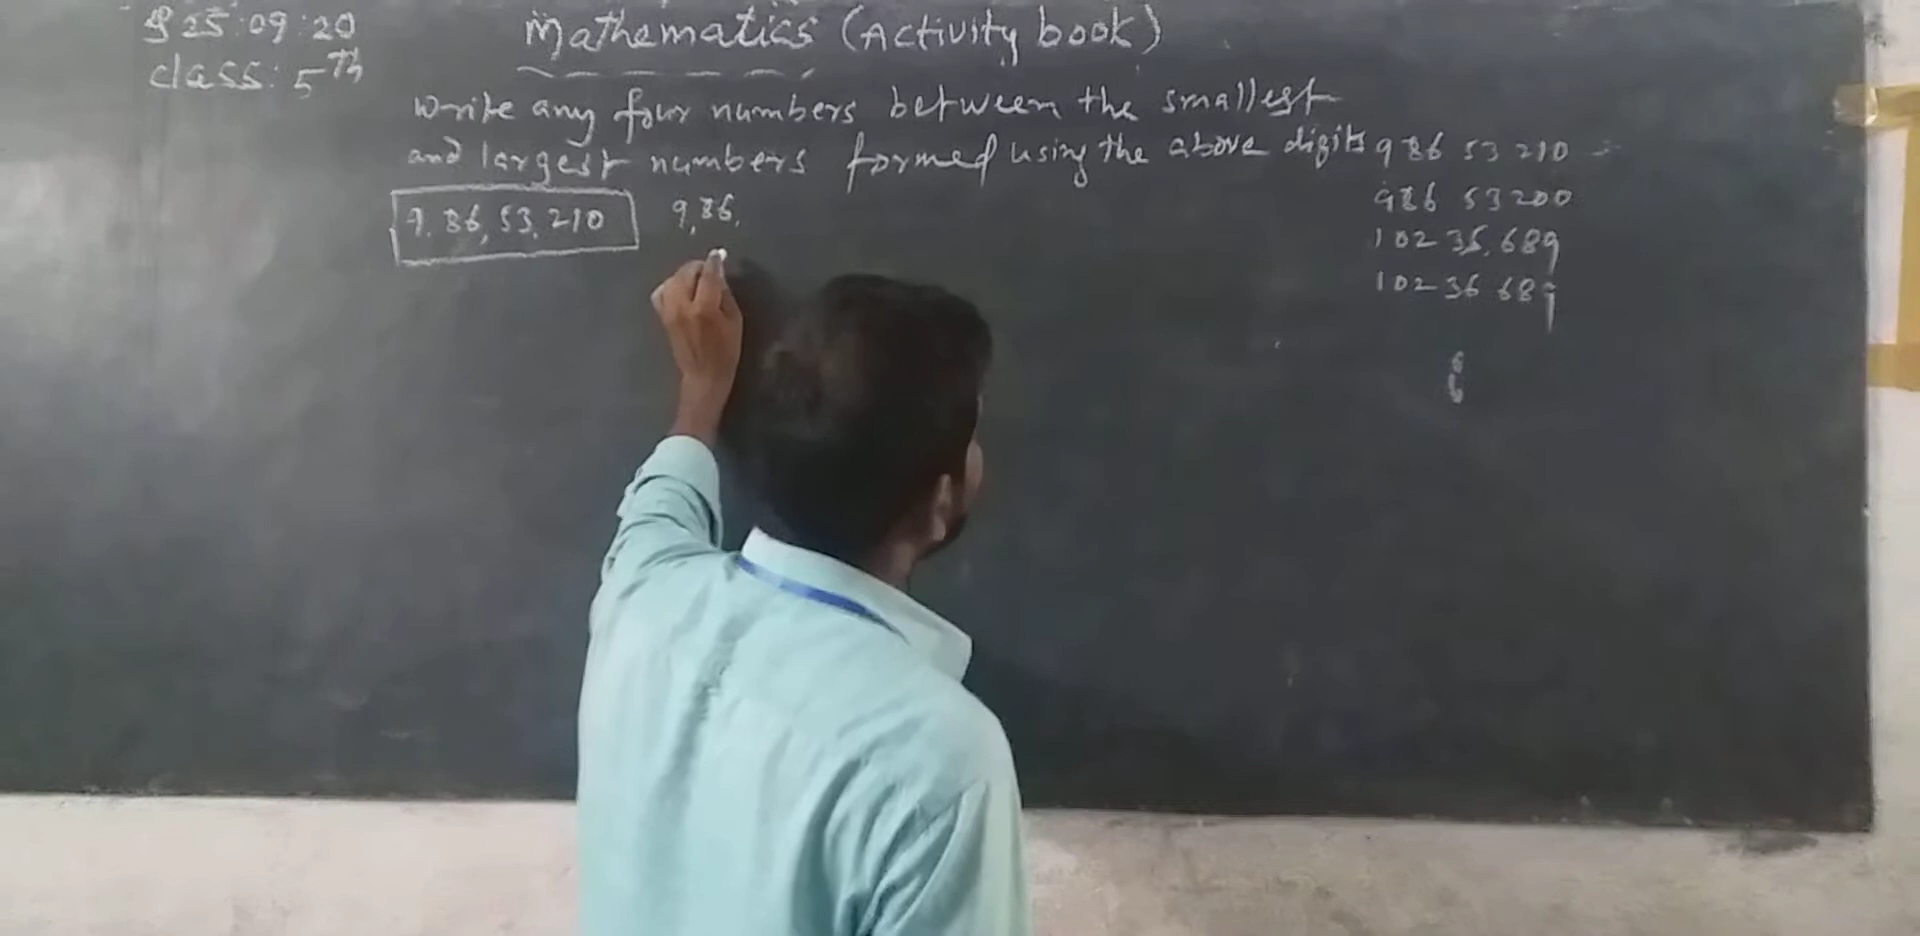 25:09:20
class: 5Th
Mathematics (Activity book)
Write any four numbers between the smallest
and largest numbers formed using the above digits
9,86,53,210
9,86,
986 53 210
986 53200
102 35,689
102 36 689